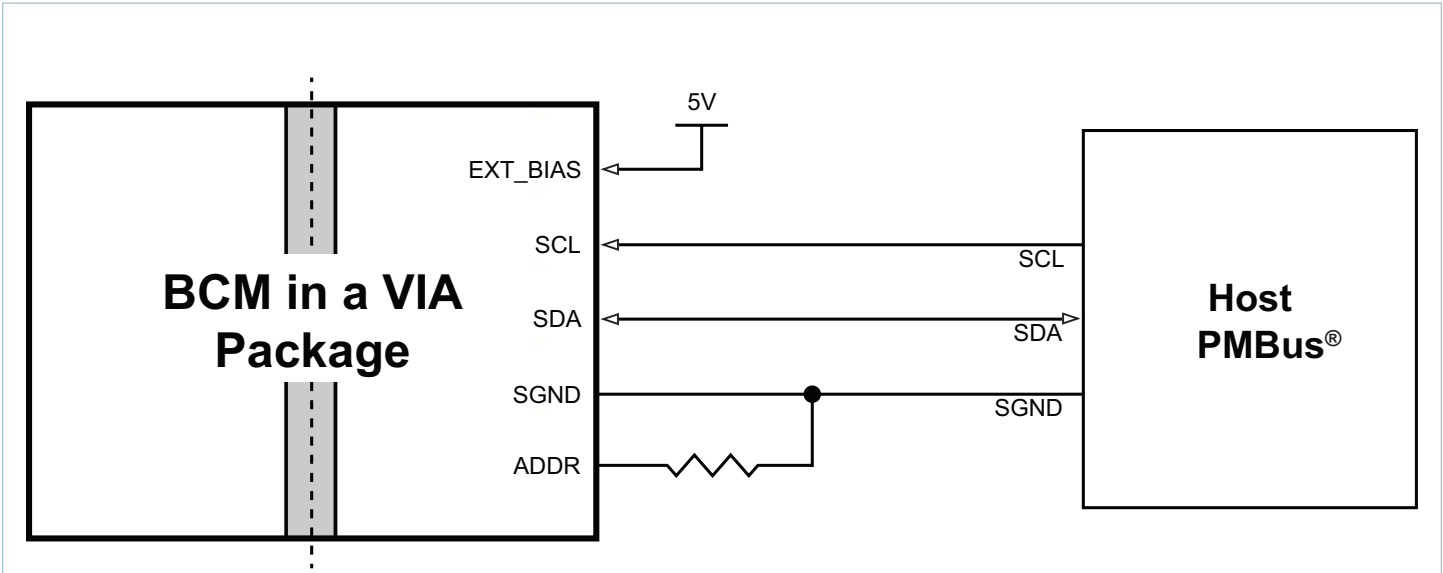 5V
EXT_BIAS
SCL
SCL
BCM in a VIA
Package
Host
PMBus®
SDA
SDA
SGND
SGND
ADDR